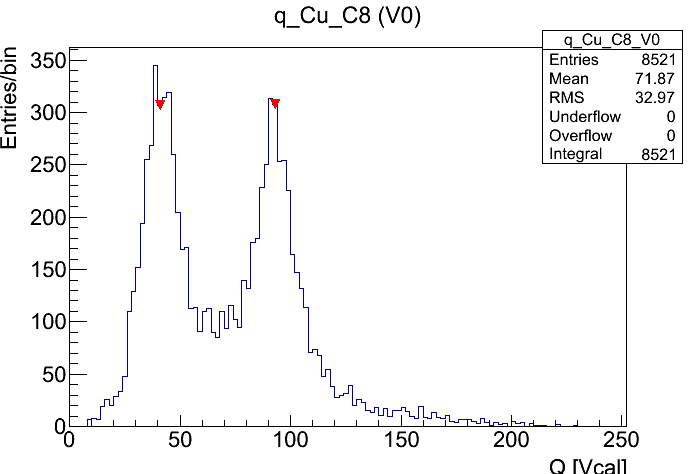 q_Cu_C8 (V0)
q_Cu_C8_V0
Entries 8521
Mean 71.87
RMS 32.97
Underflow 0
Overflow 0
Integral 8521
Entries/bin
350
300
250
200
150
100
50
0
0 50 100 150 200 250
Q [Vcal]